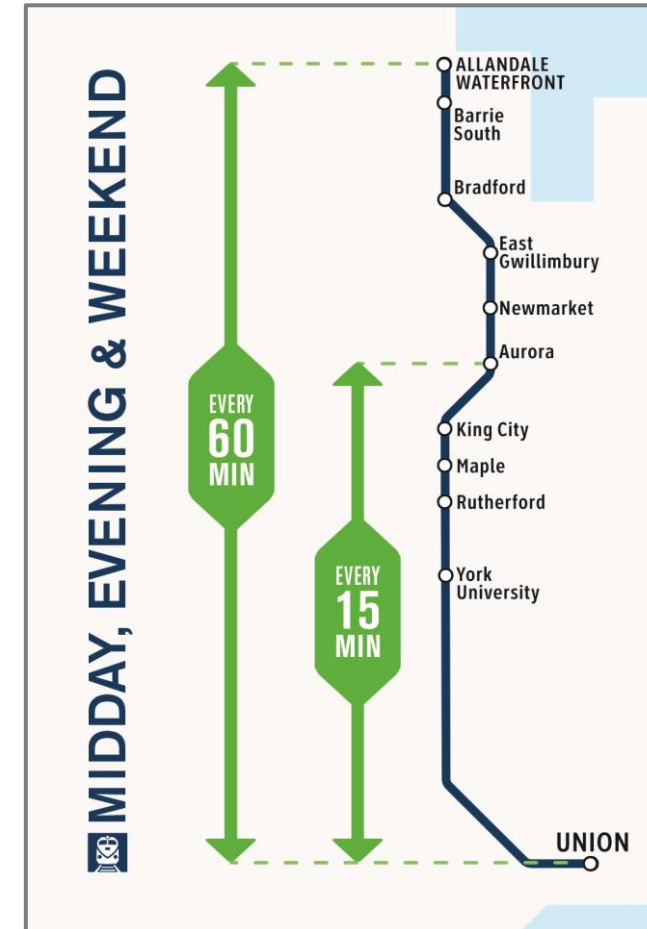 MIDDAY, EVENING & WEEKEND
EVERY
60
MIN
EVERY
15
MIN
ALLANDALE
WATERFRONT
Barrie
South
Bradford
East
Gwillimbury
Newmarket
Aurora
King City
Maple
Rutherford
York
University
UNION